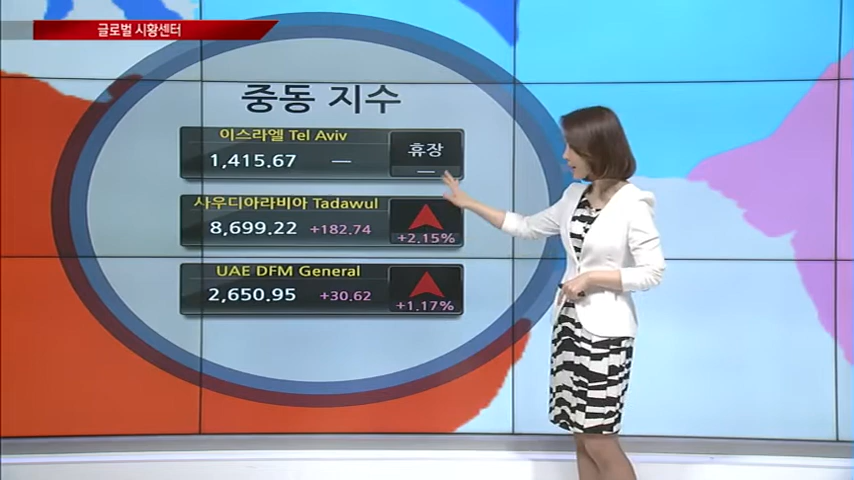 글로벌 시황센터
중동 지수
이스라엘 Tel Aviv
1,415.67 — 휴장 —
사우디아라비아 Tadawul
8,699.22 +182.74 +2.15%
UAE DFM General
2,650.95 +30.62 +1.17%